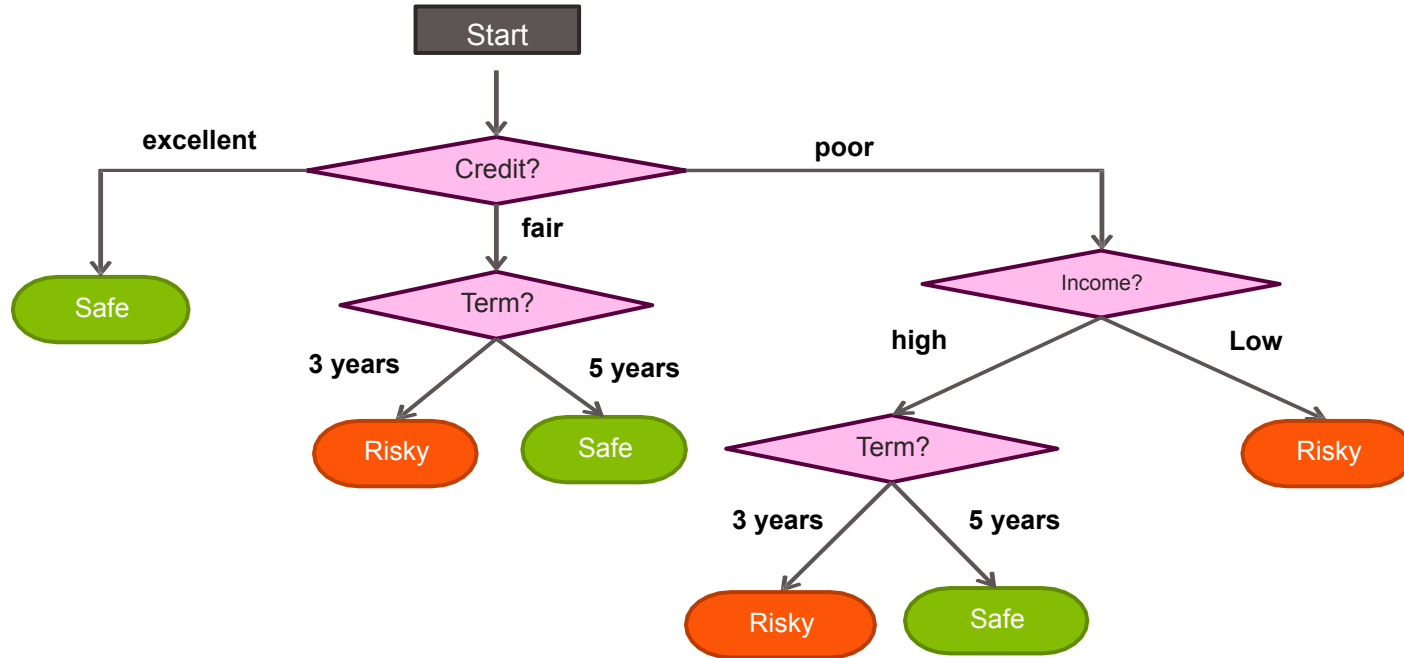 Start
excellent
Credit?
poor
fair
Safe
Term?
Income?
3 years
5 years
high
Low
Risky
Safe
Term?
Risky
3 years
5 years
Risky
Safe